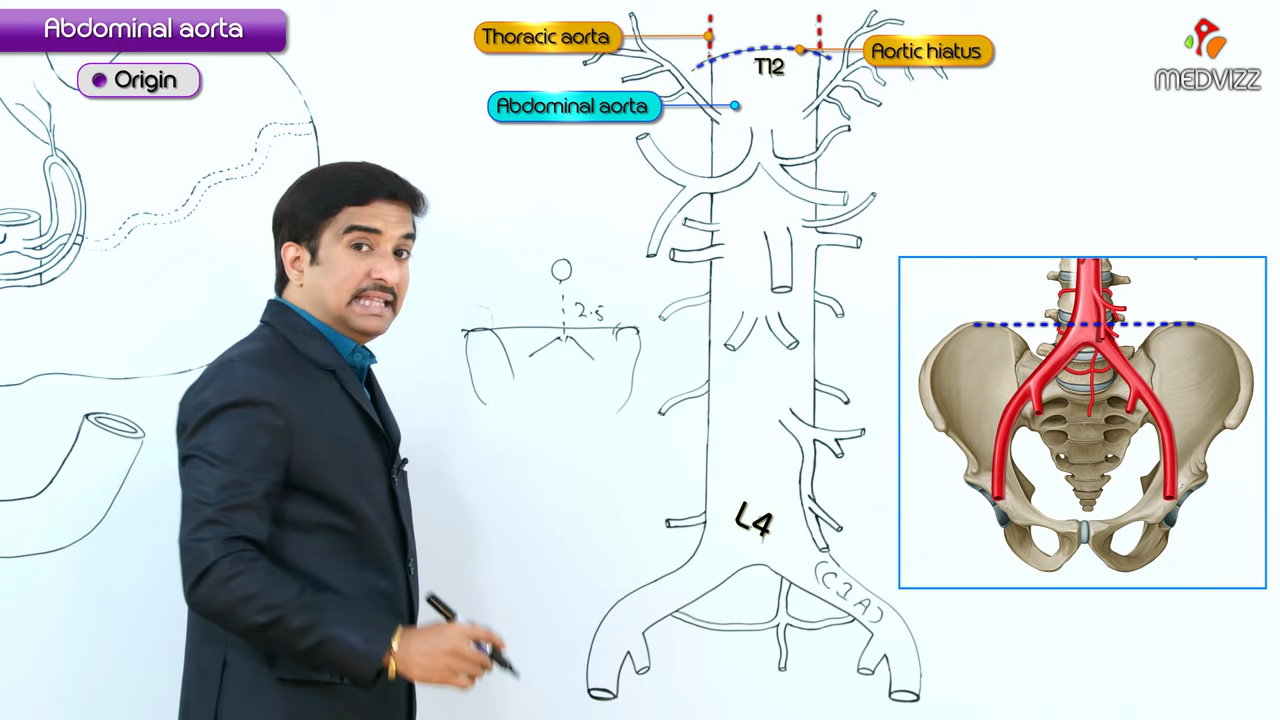 Abdominal aorta
Origin
Thoracic aorta
Aortic hiatus
T12
Abdominal aorta
MEDVIZZ
2.5
L4
(CIA)